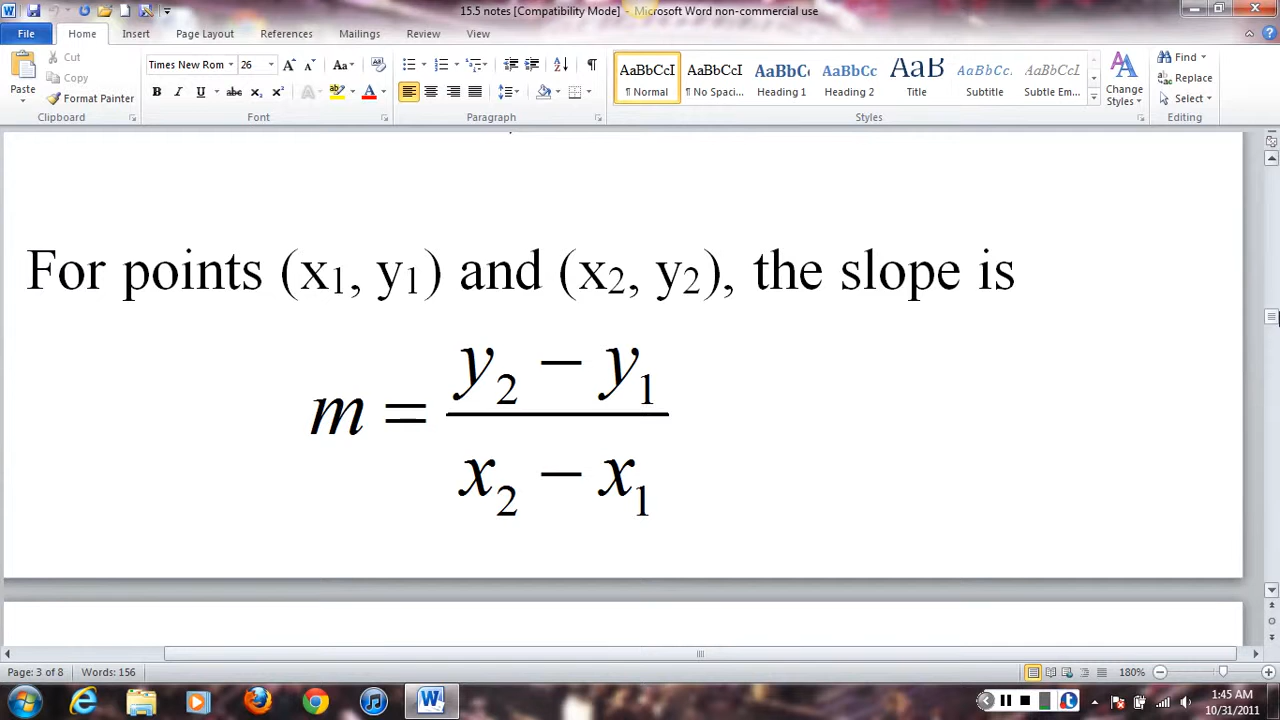 15.5 notes [Compatibility Mode] - Microsoft Word non-commercial use
File Home Insert Page Layout References Mailings Review View
Paste Cut Copy Format Painter
Clipboard
Times New Rom 26
Font
Paragraph
AaBbCcI ¶ Normal
AaBbCcI ¶ No Spaci...
AaBbCc Heading 1
AaBbCc Heading 2
AaB Title
AaBbCcI Subtitle
AaBbCcI Subtle Em...
Change Styles
Styles
Find Replace Select
Editing
For points (x1, y1) and (x2, y2), the slope is
m = (y₂ − y₁) / (x₂ − x₁)
Page: 3 of 8 Words: 156 180%
1:45 AM
10/31/2011